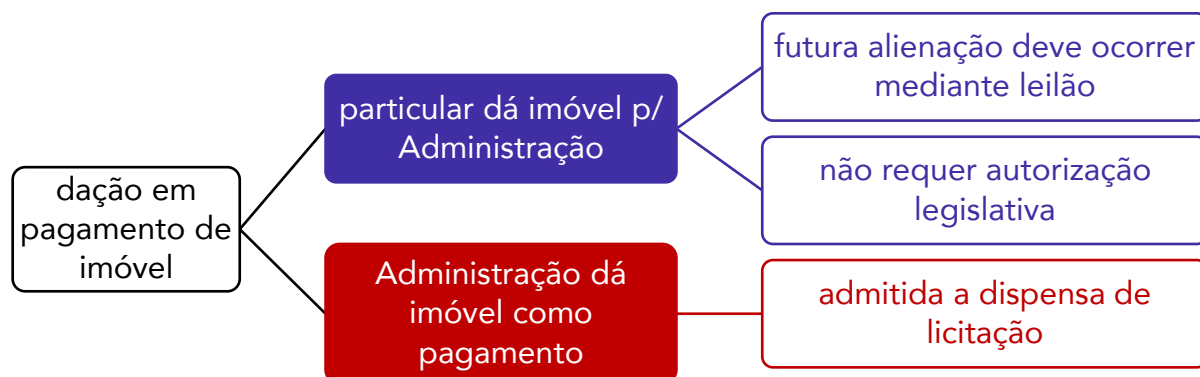 dação em
pagamento de
imóvel
particular dá imóvel p/
Administração
futura alienação deve ocorrer
mediante leilão
não requer autorização
legislativa
Administração dá
imóvel como
pagamento
admitida a dispensa de
licitação